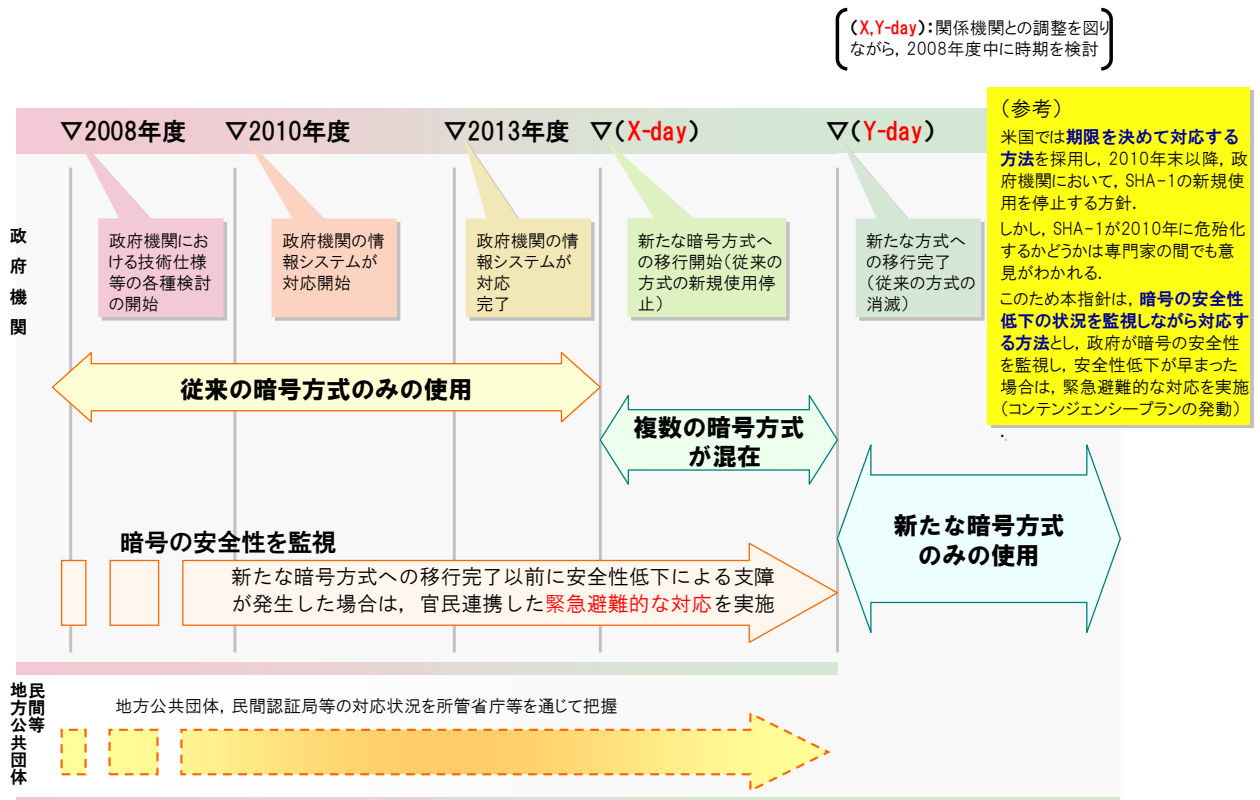 (X,Y-day):関係機関との調整を図り
ながら，2008年度中に時期を検討
▽2008年度
▽2010年度
▽2013年度
▽(X-day)
▽(Y-day)
(参考)
米国では期限を決めて対応する
方法を採用し，2010年末以降，政
府機関において，SHA-1の新規使
用を停止する方針．
しかし，SHA-1が2010年に危殆化
するかどうかは専門家の間でも意
見がわかれる．
このため本指針は，暗号の安全性
低下の状況を監視しながら対応す
る方法とし，政府が暗号の安全性
を監視し，安全性低下が早まった
場合は，緊急避難的な対応を実施
(コンテンジェンシープランの発動)
．
政府機関
政府機関にお
ける技術仕様
等の各種検討
の開始
政府機関の情
報システムが
対応開始
政府機関の情
報システムが
対応
完了
新たな暗号方式へ
の移行開始(従来の
方式の新規使用停
止)
新たな方式へ
の移行完了
(従来の方式の
消滅)
従来の暗号方式のみの使用
複数の暗号方式
が混在
新たな暗号方式
のみの使用
暗号の安全性を監視
新たな暗号方式への移行完了以前に安全性低下による支障
が発生した場合は，官民連携した緊急避難的な対応を実施
民間等
地方公共団体
地方公共団体，民間認証局等の対応状況を所管省庁等を通じて把握